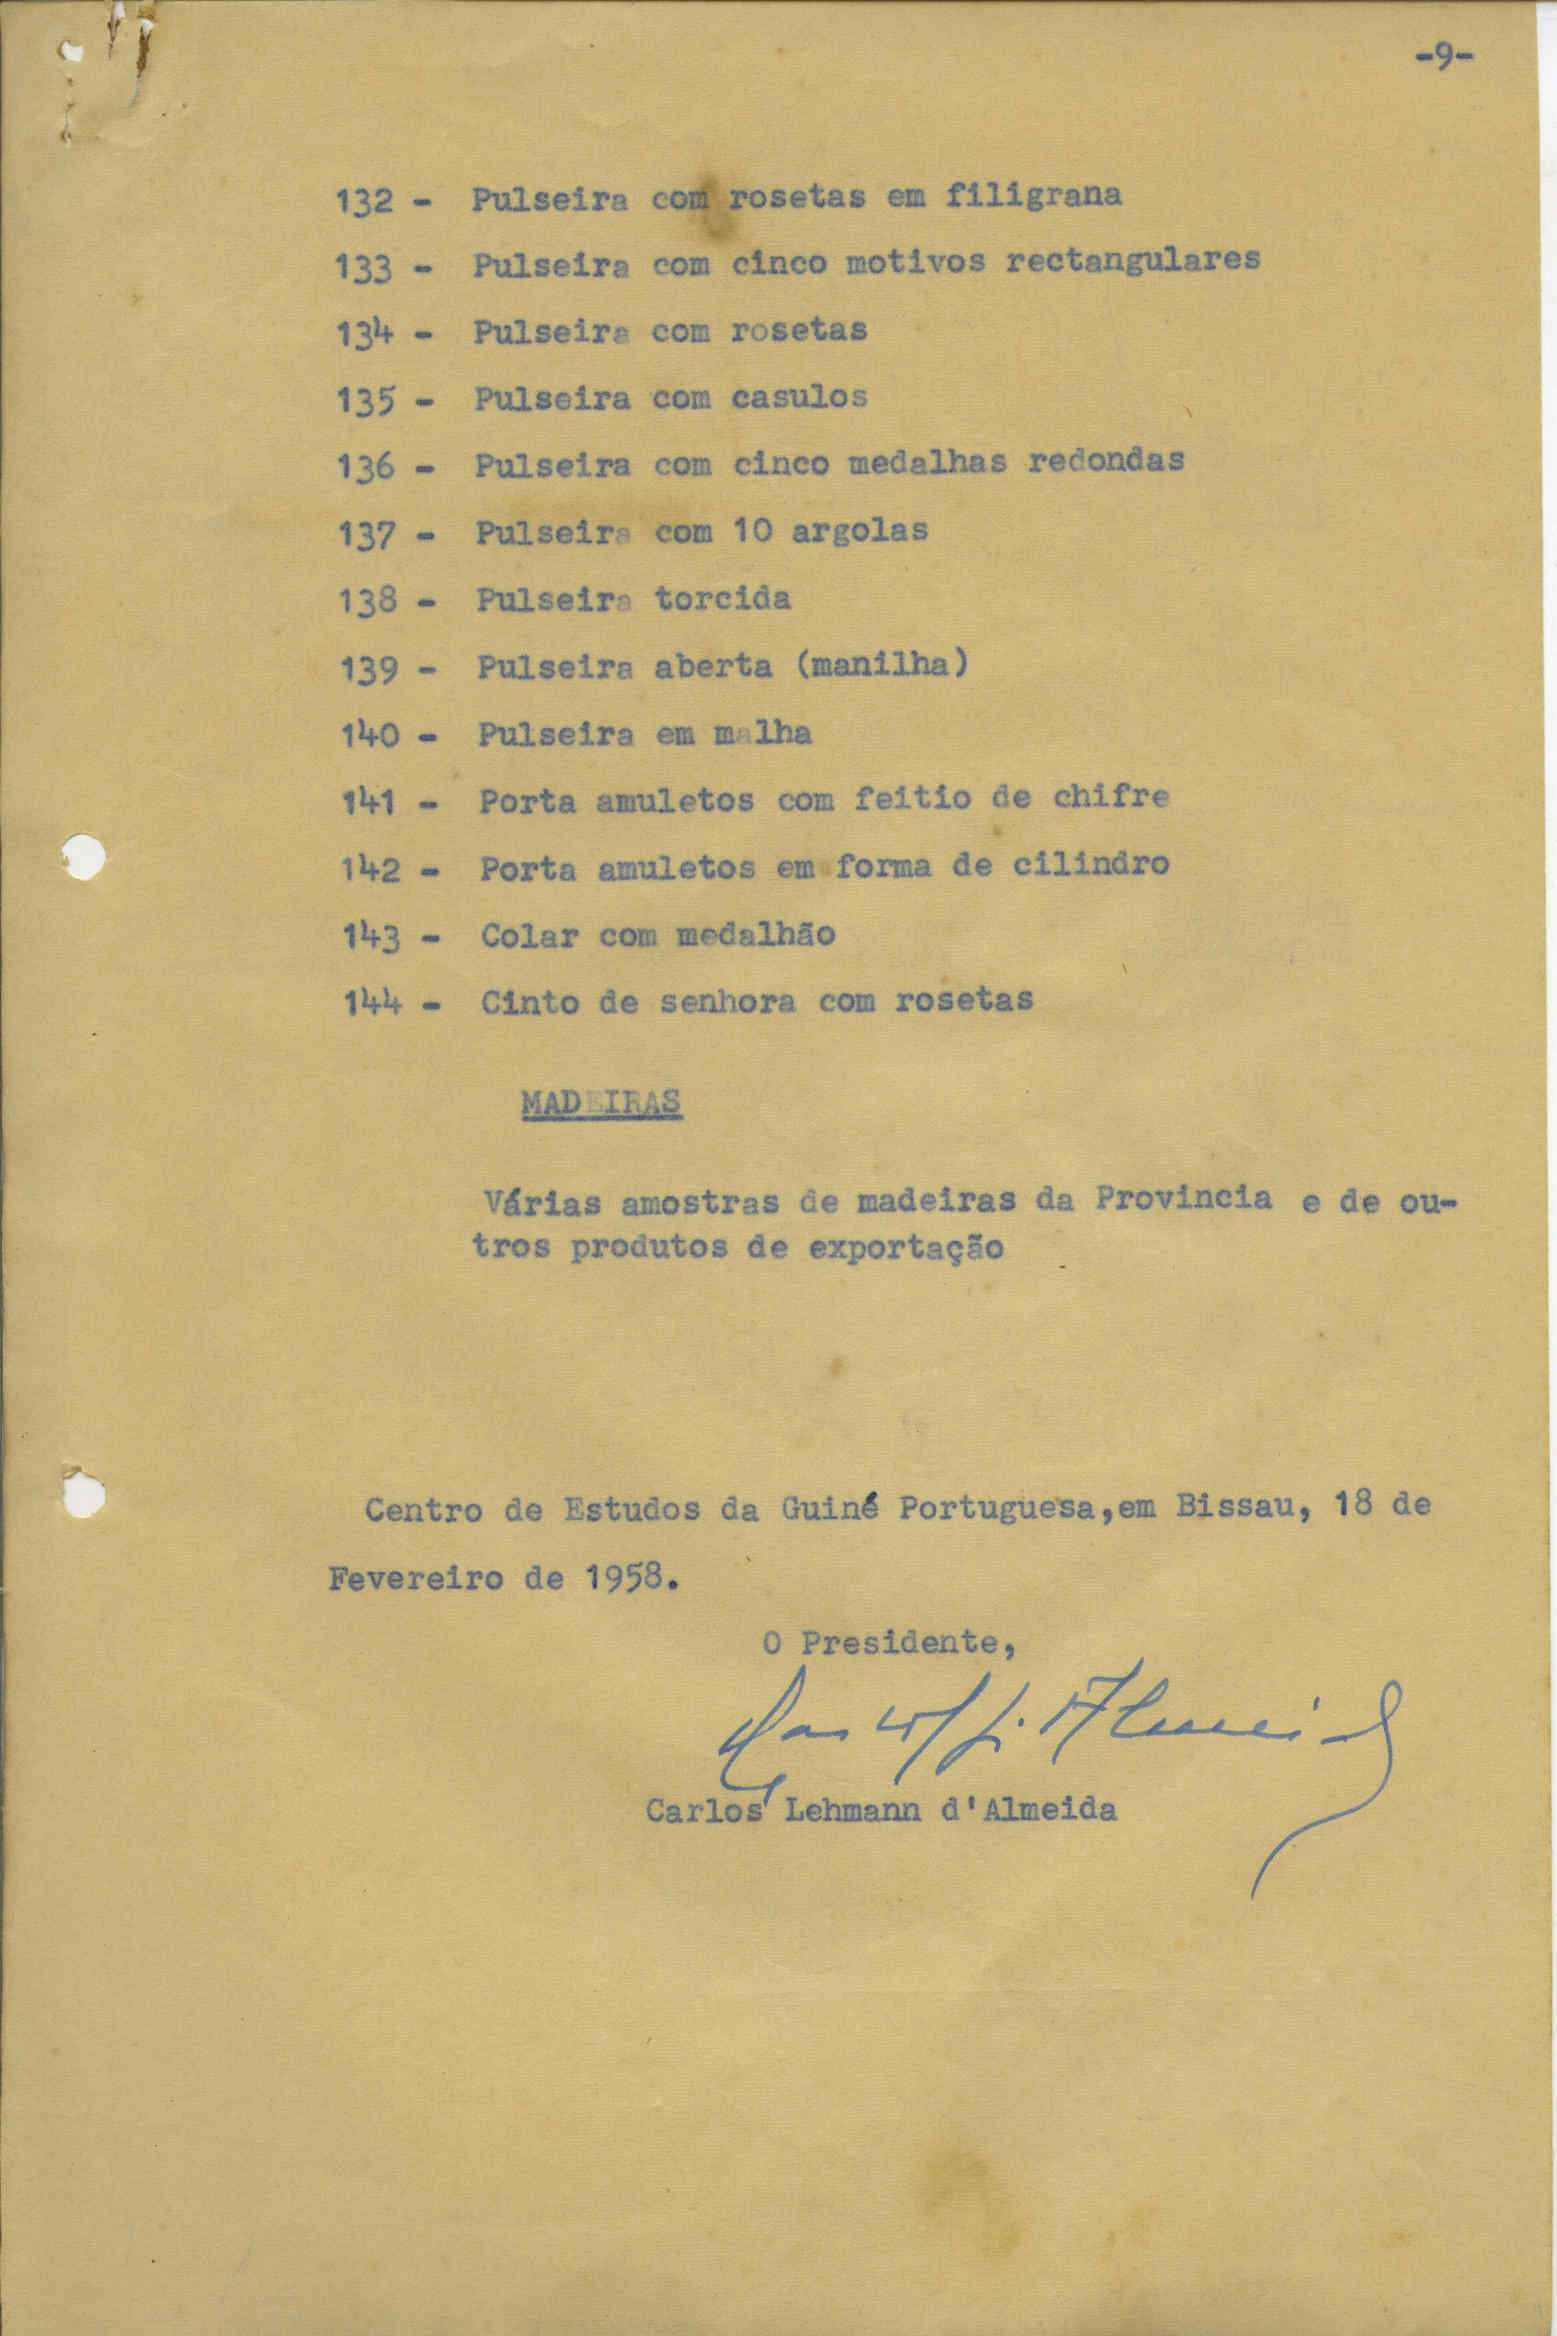 -9-
132 - Pulseira com rosetas em filigrana
133 - Pulseira com cinco motivos rectangulares
134 - Pulseira com rosetas
135 - Pulseira com casulos
136 - Pulseira com cinco medalhas redondas
137 - Pulseira com 10 argolas
138 - Pulseira torcida
139 - Pulseira aberta (manilha)
140 - Pulseira em malha
141 - Porta amuletos com feitio de chifre
142 - Porta amuletos em forma de cilindro
143 - Colar com medalhão
144 - Cinto de senhora com rosetas
MADEIRAS
Várias amostras de madeiras da Provincia e de ou-
tros produtos de exportação
Centro de Estudos da Guiné Portuguesa,em Bissau, 18 de
Fevereiro de 1958.
O Presidente,
Carlos Lehmann d'Almeida